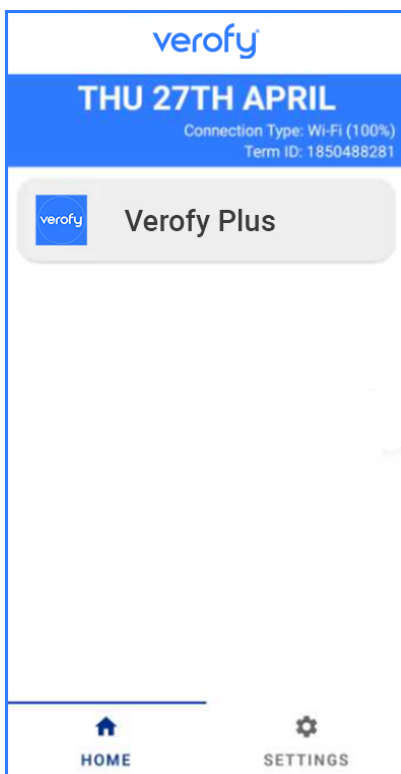 verofy
THU 27TH APRIL
Connection Type: Wi-Fi (100%)
Term ID: 1850488281
verofy
Verofy Plus
HOME
SETTINGS